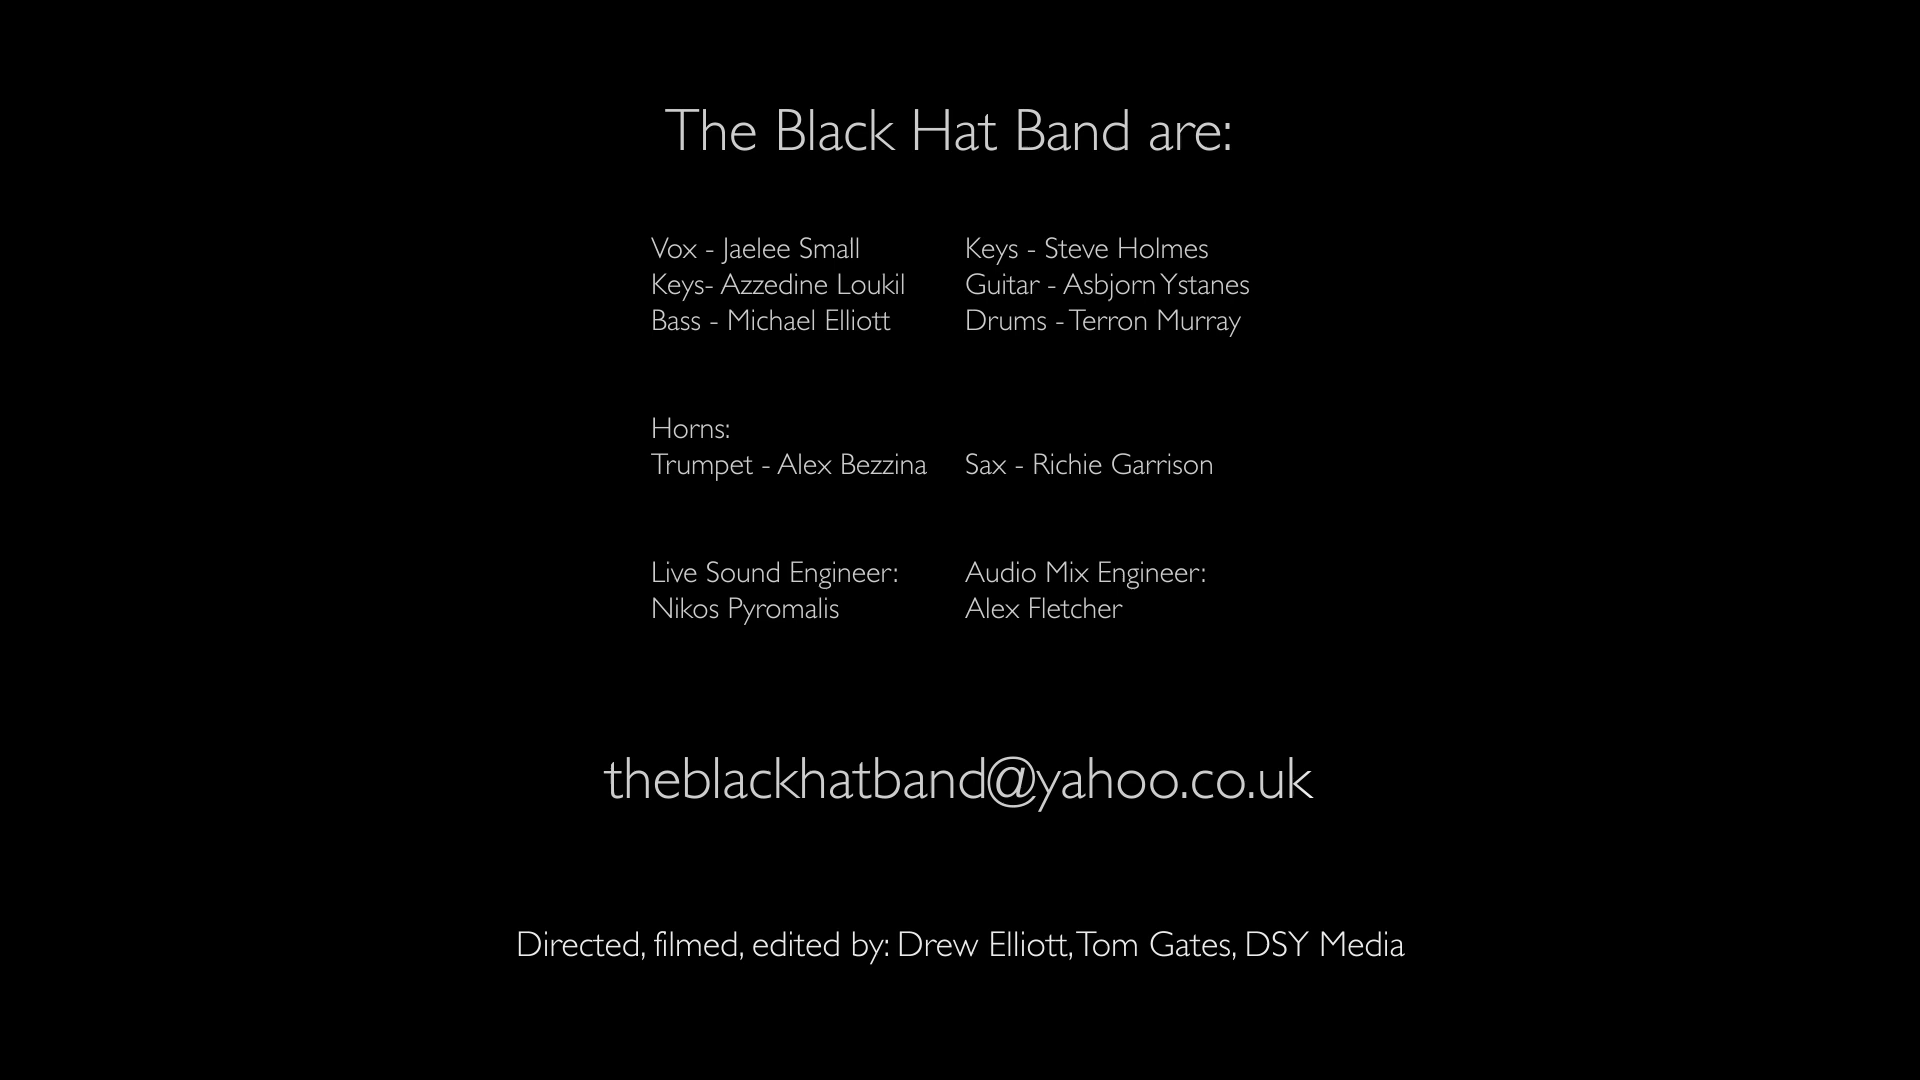 The Black Hat Band are:
Vox - Jaelee Small
Keys - Steve Holmes
Keys- Azzedine Loukil
Guitar - Asbjorn Ystanes
Bass - Michael Elliott
Drums - Terron Murray
Horns:
Trumpet - Alex Bezzina
Sax - Richie Garrison
Live Sound Engineer:
Nikos Pyromalis
Audio Mix Engineer:
Alex Fletcher
theblackhatband@yahoo.co.uk
Directed, filmed, edited by: Drew Elliott, Tom Gates, DSY Media